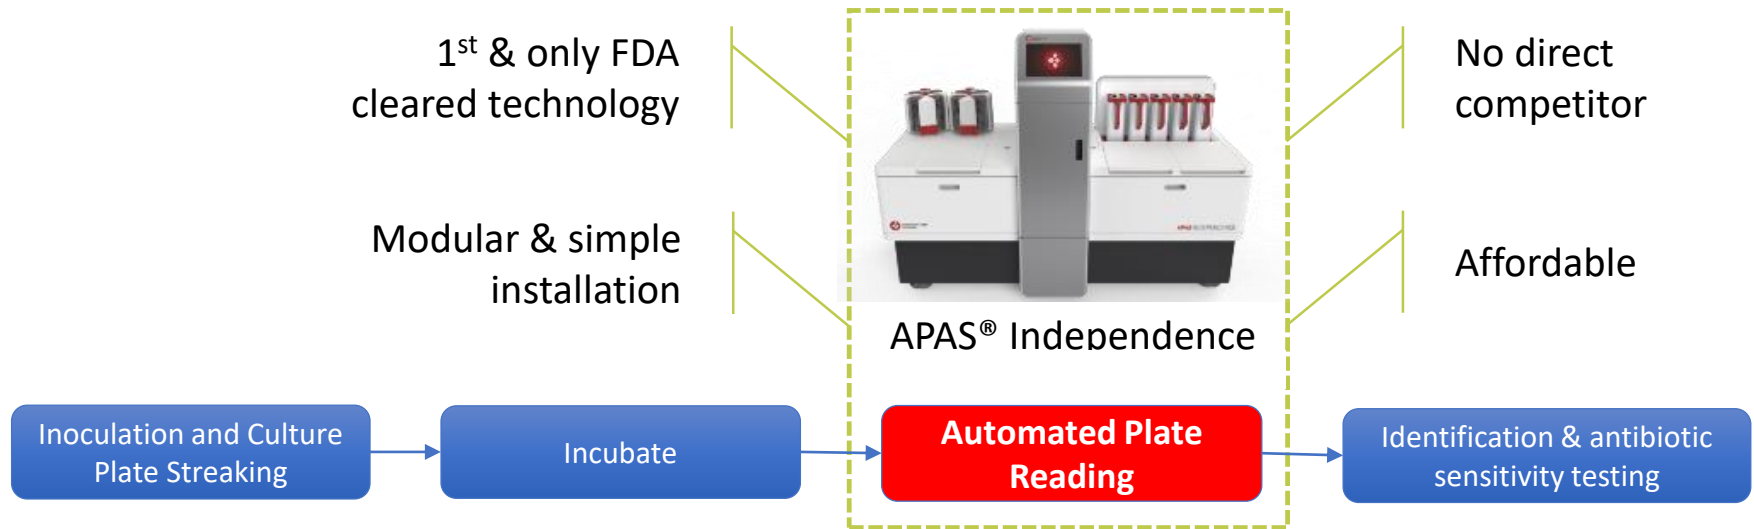 1st & only FDA
cleared technology
No direct
competitor
Modular & simple
installation
Affordable
APAS® Independence
Inoculation and Culture
Plate Streaking
Incubate
Automated Plate
Reading
Identification & antibiotic
sensitivity testing